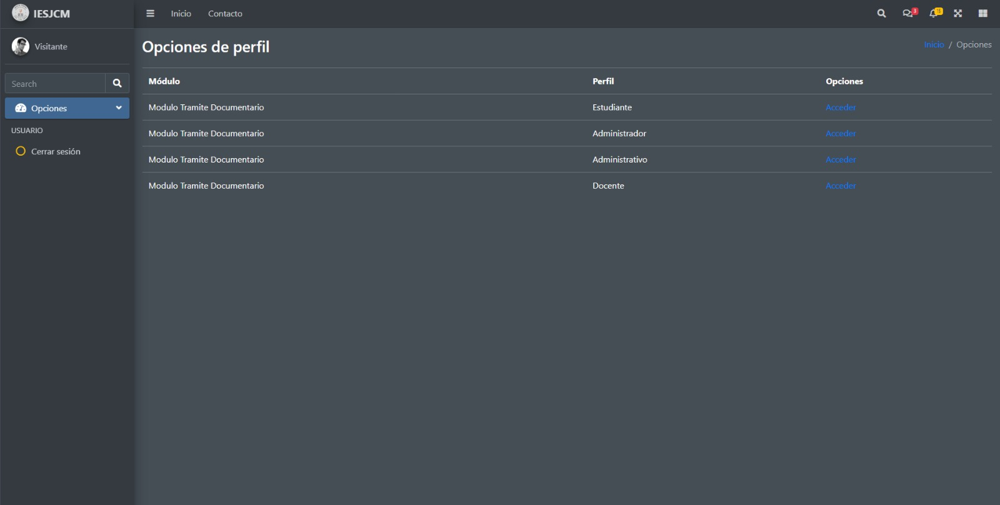 IESJCM
Inicio Contacto
3 15
Visitante
Opciones de perfil
Inicio / Opciones
Search
Opciones
USUARIO
Cerrar sesión
Módulo Perfil Opciones
Modulo Tramite Documentario Estudiante Acceder
Modulo Tramite Documentario Administrador Acceder
Modulo Tramite Documentario Administrativo Acceder
Modulo Tramite Documentario Docente Acceder